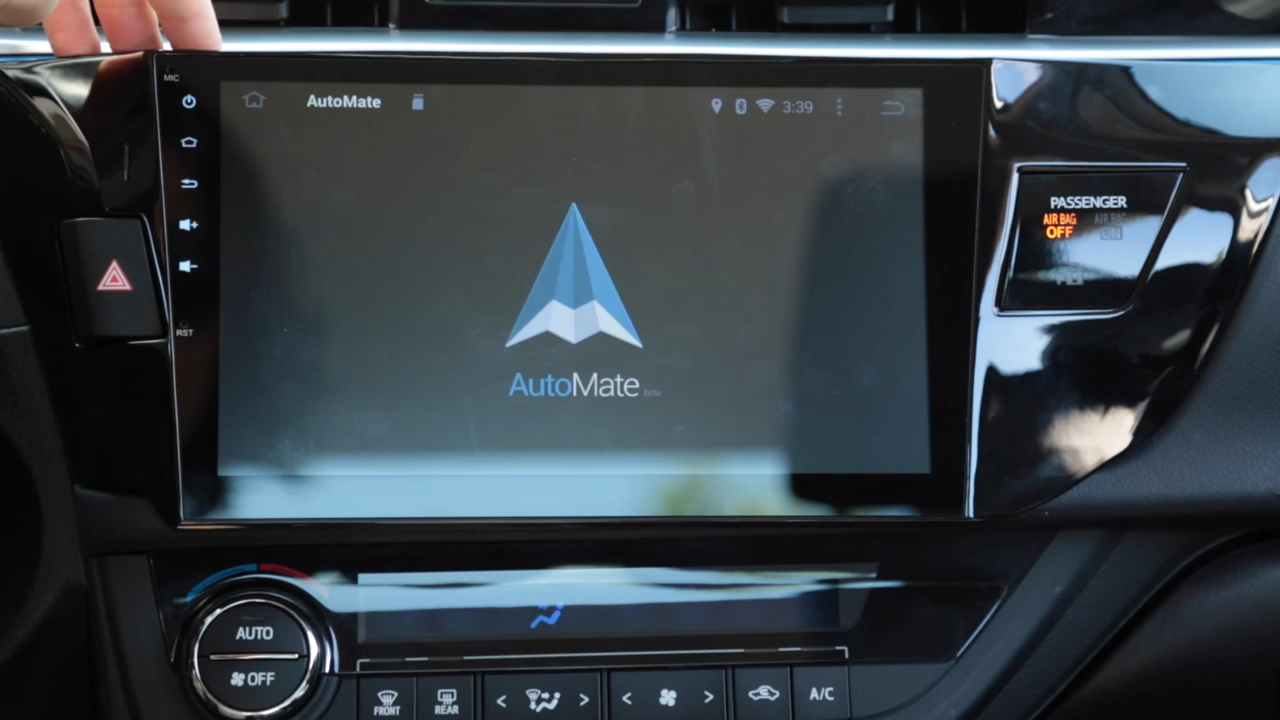 MIC
AutoMate
3:39
RST
AutoMate beta
PASSENGER
AIR BAG OFF
AIR BAG ON
AUTO
OFF
FRONT
REAR
A/C